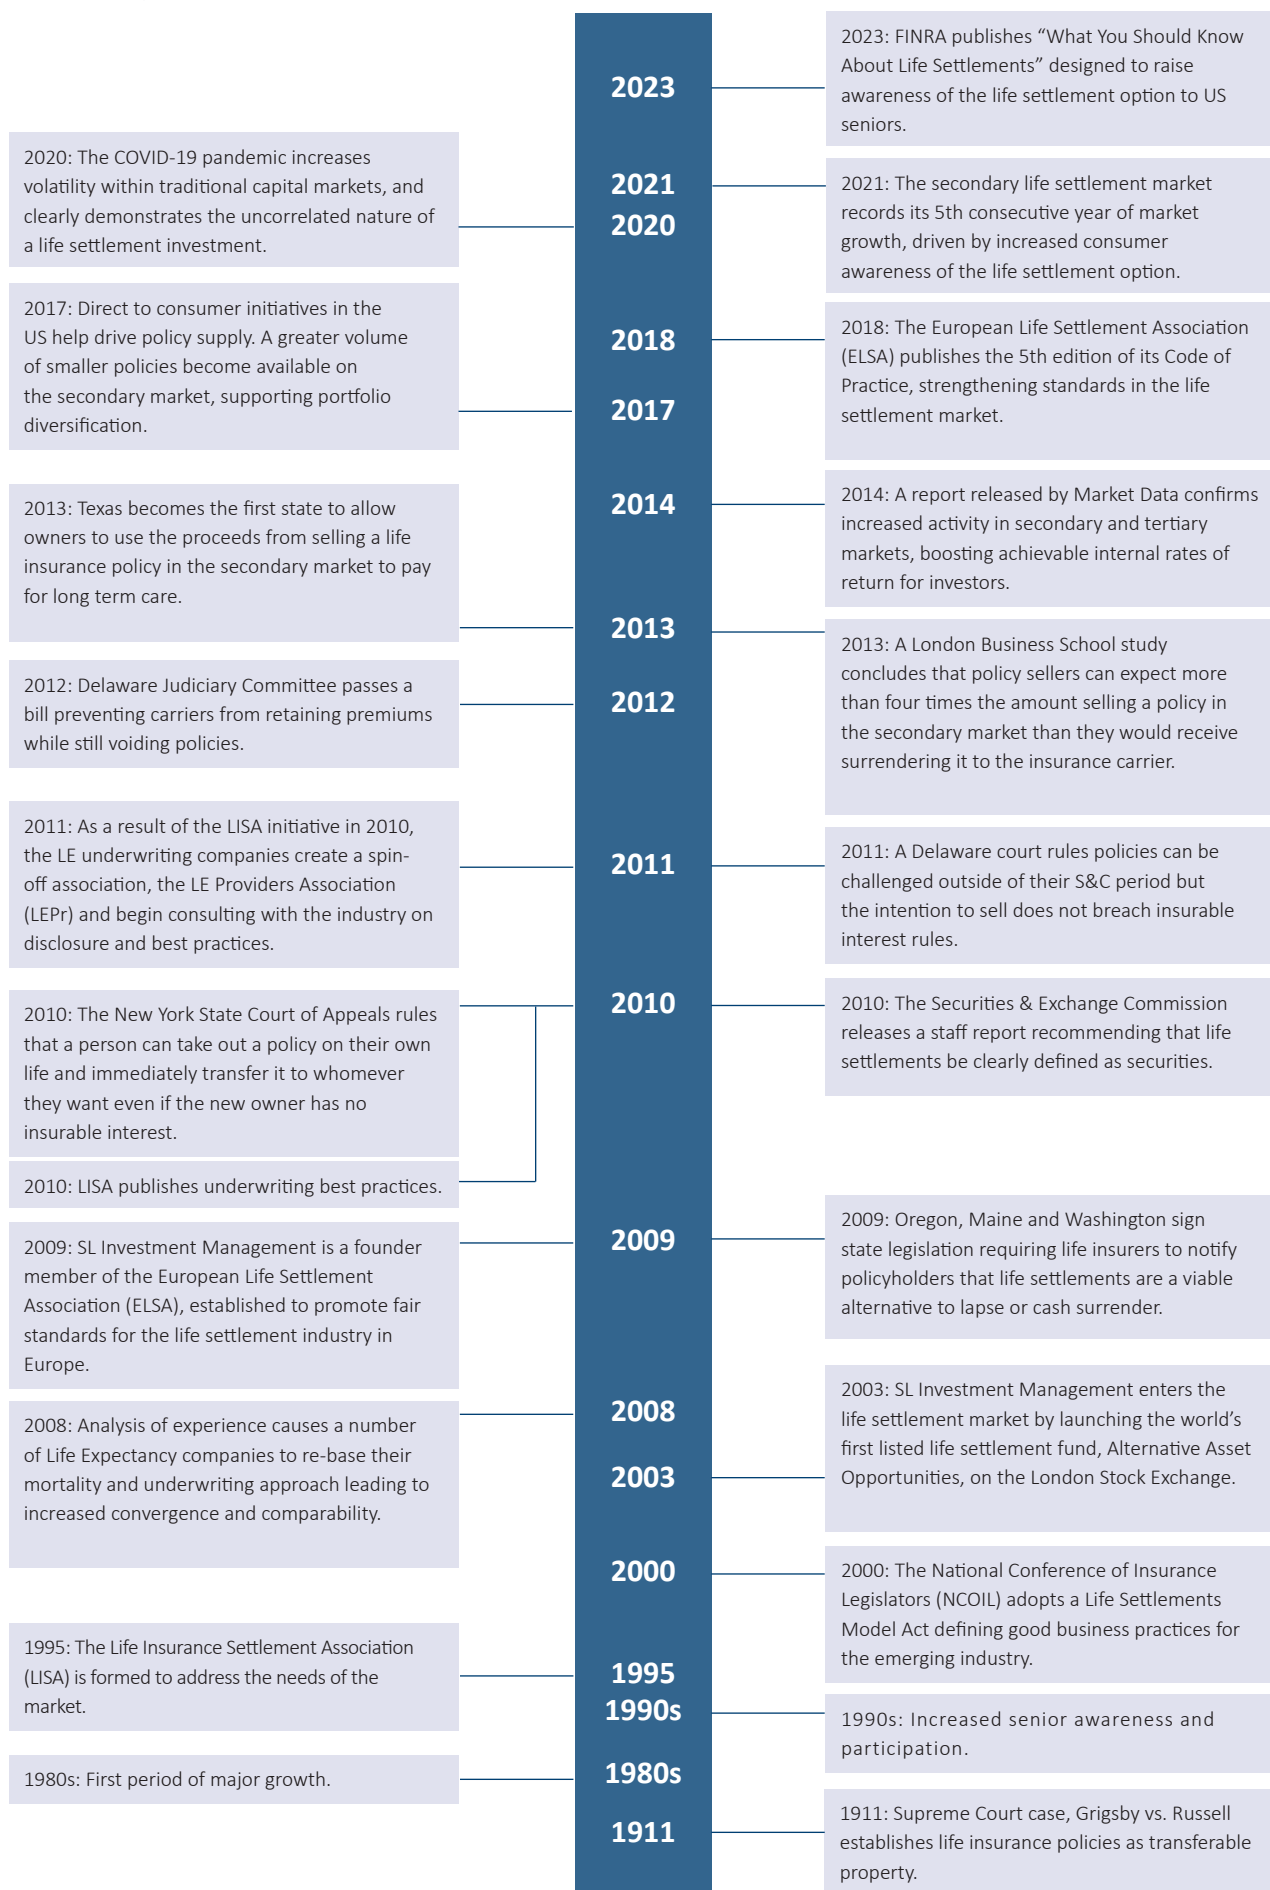 2023
2023: FINRA publishes “What You Should Know
About Life Settlements” designed to raise
awareness of the life settlement option to US
seniors.
2020: The COVID-19 pandemic increases
volatility within traditional capital markets, and
clearly demonstrates the uncorrelated nature of
a life settlement investment.
2021
2020
2021: The secondary life settlement market
records its 5th consecutive year of market
growth, driven by increased consumer
awareness of the life settlement option.
2017: Direct to consumer initiatives in the
US help drive policy supply. A greater volume
of smaller policies become available on
the secondary market, supporting portfolio
diversification.
2018
2017
2018: The European Life Settlement Association
(ELSA) publishes the 5th edition of its Code of
Practice, strengthening standards in the life
settlement market.
2013: Texas becomes the first state to allow
owners to use the proceeds from selling a life
insurance policy in the secondary market to pay
for long term care.
2014
2014: A report released by Market Data confirms
increased activity in secondary and tertiary
markets, boosting achievable internal rates of
return for investors.
2013
2013: A London Business School study
concludes that policy sellers can expect more
than four times the amount selling a policy in
the secondary market than they would receive
surrendering it to the insurance carrier.
2012: Delaware Judiciary Committee passes a
bill preventing carriers from retaining premiums
while still voiding policies.
2012
2011: As a result of the LISA initiative in 2010,
the LE underwriting companies create a spin-
off association, the LE Providers Association
(LEPr) and begin consulting with the industry on
disclosure and best practices.
2011
2011: A Delaware court rules policies can be
challenged outside of their S&C period but
the intention to sell does not breach insurable
interest rules.
2010: The New York State Court of Appeals rules
that a person can take out a policy on their own
life and immediately transfer it to whomever
they want even if the new owner has no
insurable interest.
2010
2010: The Securities & Exchange Commission
releases a staff report recommending that life
settlements be clearly defined as securities.
2010: LISA publishes underwriting best practices.
2009: SL Investment Management is a founder
member of the European Life Settlement
Association (ELSA), established to promote fair
standards for the life settlement industry in
Europe.
2009
2009: Oregon, Maine and Washington sign
state legislation requiring life insurers to notify
policyholders that life settlements are a viable
alternative to lapse or cash surrender.
2008: Analysis of experience causes a number
of Life Expectancy companies to re-base their
mortality and underwriting approach leading to
increased convergence and comparability.
2008
2003
2003: SL Investment Management enters the
life settlement market by launching the world’s
first listed life settlement fund, Alternative Asset
Opportunities, on the London Stock Exchange.
2000
2000: The National Conference of Insurance
Legislators (NCOIL) adopts a Life Settlements
Model Act defining good business practices for
the emerging industry.
1995: The Life Insurance Settlement Association
(LISA) is formed to address the needs of the
market.
1995
1990s
1990s: Increased senior awareness and
participation.
1980s: First period of major growth.
1980s
1911
1911: Supreme Court case, Grigsby vs. Russell
establishes life insurance policies as transferable
property.